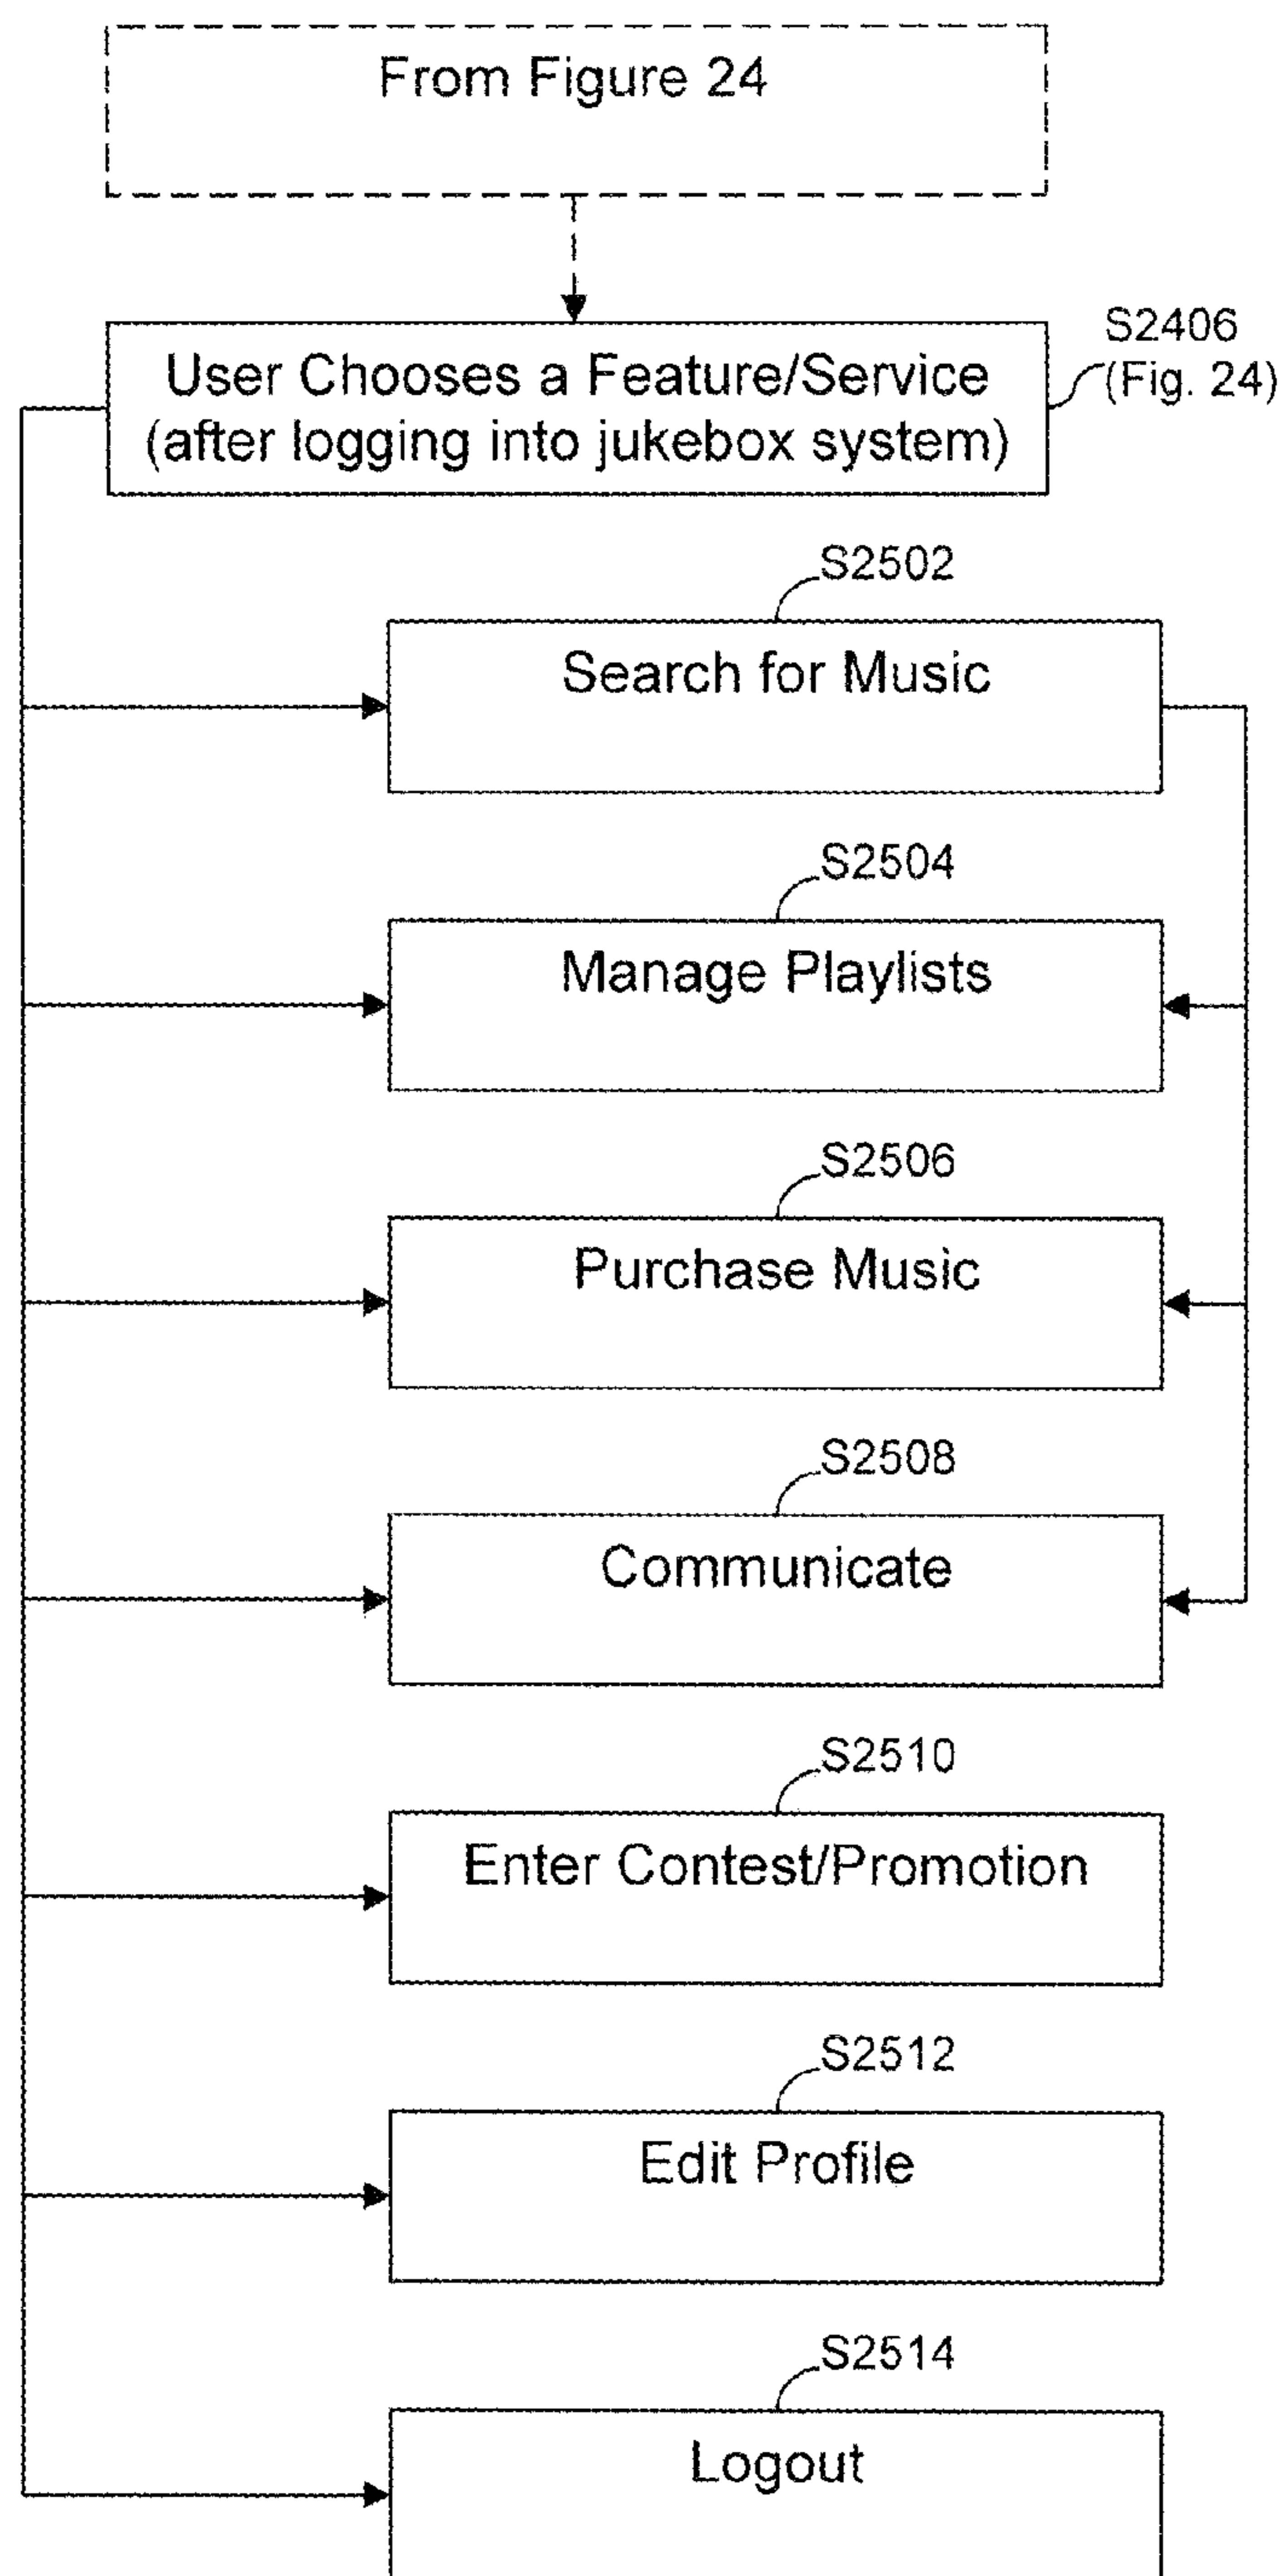 From Figure 24
User Chooses a Feature/Service
(after logging into jukebox system)
S2406
(Fig. 24)
S2502
Search for Music
S2504
Manage Playlists
S2506
Purchase Music
S2508
Communicate
S2510
Enter Contest/Promotion
S2512
Edit Profile
S2514
Logout